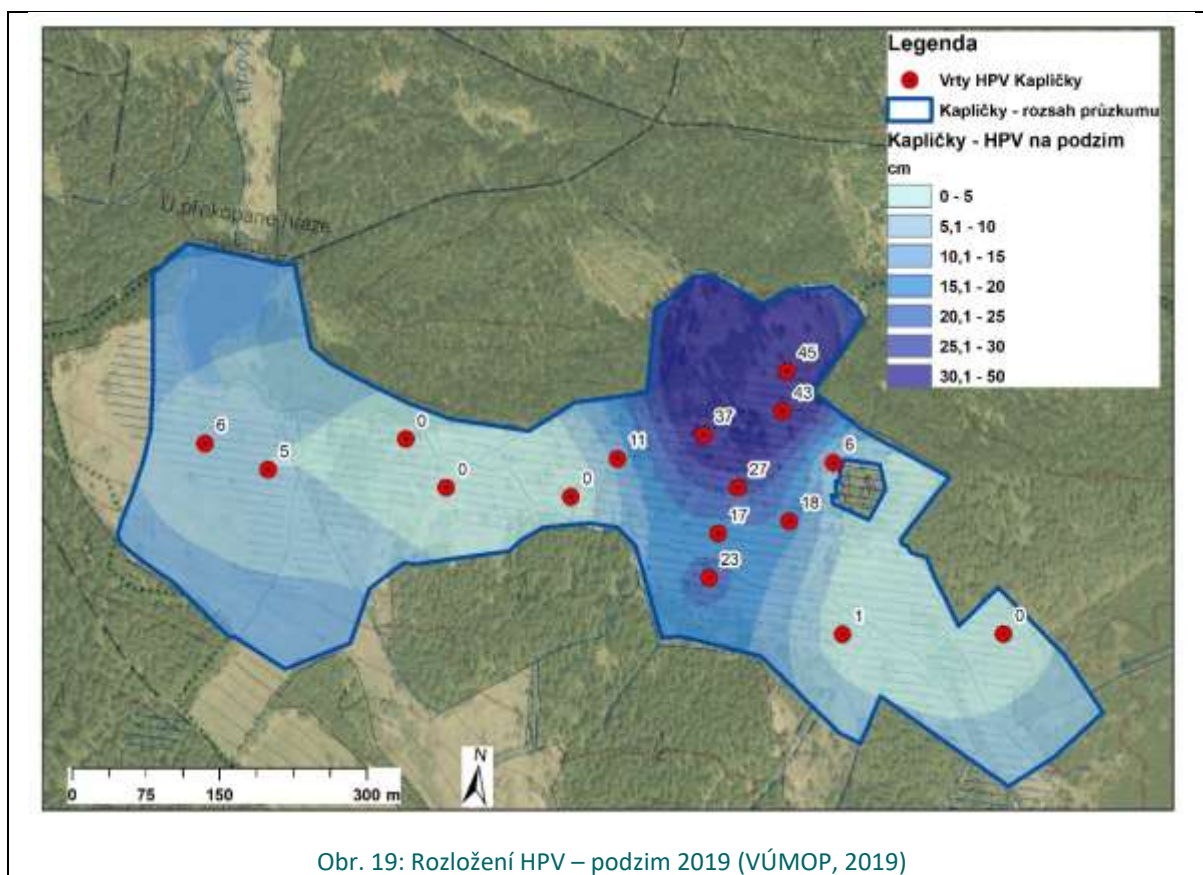 Legenda
Vrty HPV Kapličky
Kapličky - rozsah průzkumu
Kapličky - HPV na podzim
cm
0 - 5
5,1 - 10
10,1 - 15
15,1 - 20
20,1 - 25
25,1 - 30
30,1 - 50
U překopané
45
43
37
0
11
6
6
5
27
0
0
18
17
23
1
0
N
0 75 150 300 m
Obr. 19: Rozložení HPV – podzim 2019 (VÚMOP, 2019)